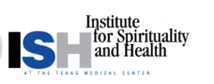 ISH
Institute
for Spirituality
and Health
AT THE TEXAS MEDICAL CENTER